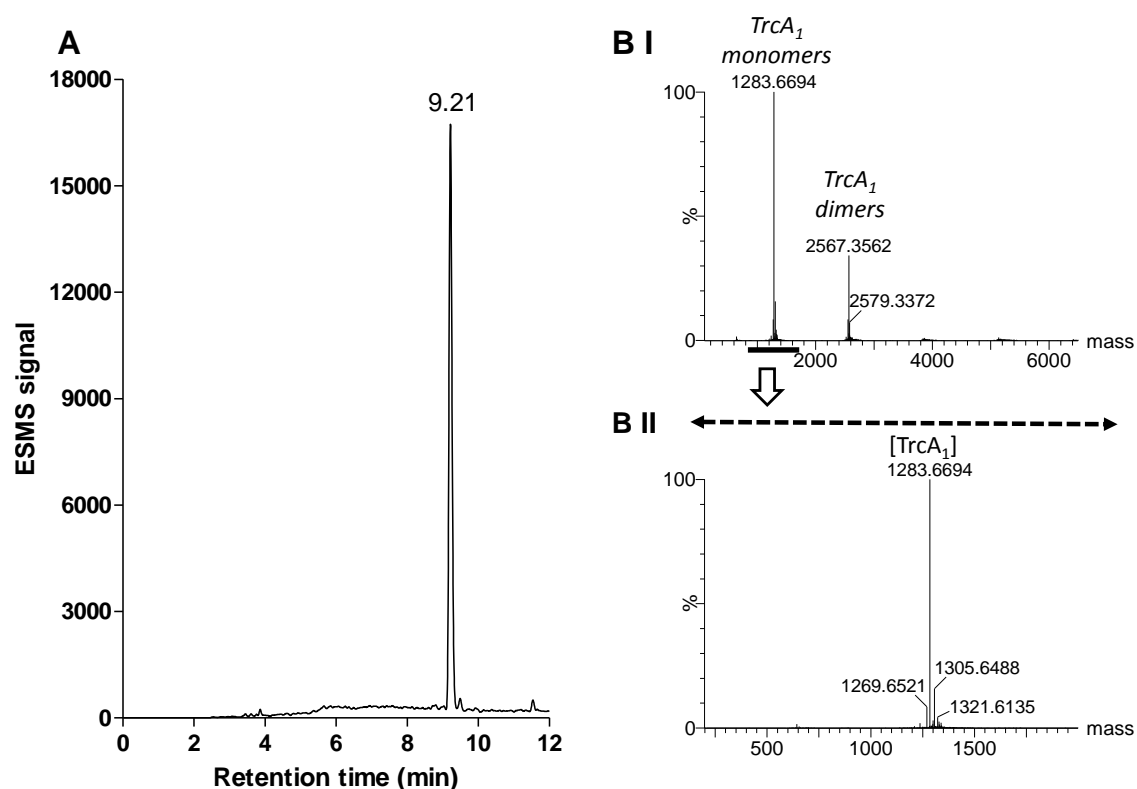 A
18000
15000
12000
9000
6000
3000
0
ESMS signal
9.21
0
2
4
6
8
10
12
Retention time (min)
B I
TrcA₁
monomers
1283.6694
100
TrcA₁
dimers
%
2567.3562
2579.3372
0
2000
4000
6000
mass
B II
[TrcA₁]
1283.6694
100
%
1305.6488
1269.6521
1321.6135
0
500
1000
1500
mass